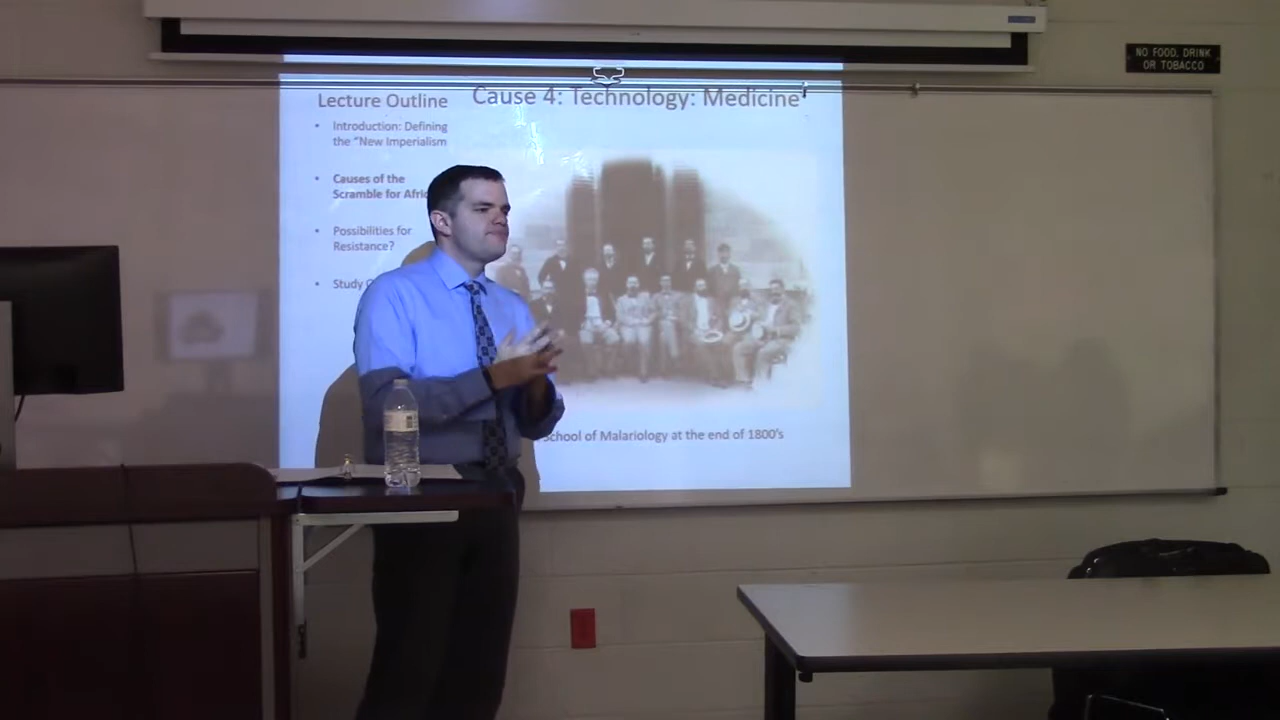 NO FOOD, DRINK
OR TOBACCO
Cause 4: Technology: Medicine
Lecture Outline
• Introduction: Defining
the "New Imperialism
• Causes of the
Scramble for Afri
• Possibilities for
Resistance?
• Study
School of Malariology at the end of 1800's